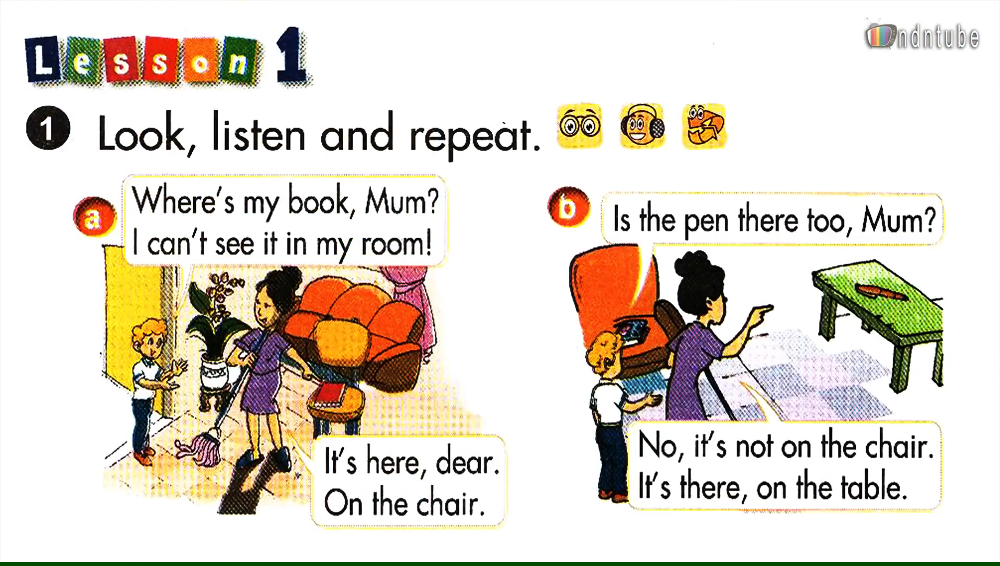 ndntube
Lesson 1
1 Look, listen and repeat.
a
Where's my book, Mum?
I can't see it in my room!
It's here, dear.
On the chair.
b
Is the pen there too, Mum?
No, it's not on the chair.
It's there, on the table.